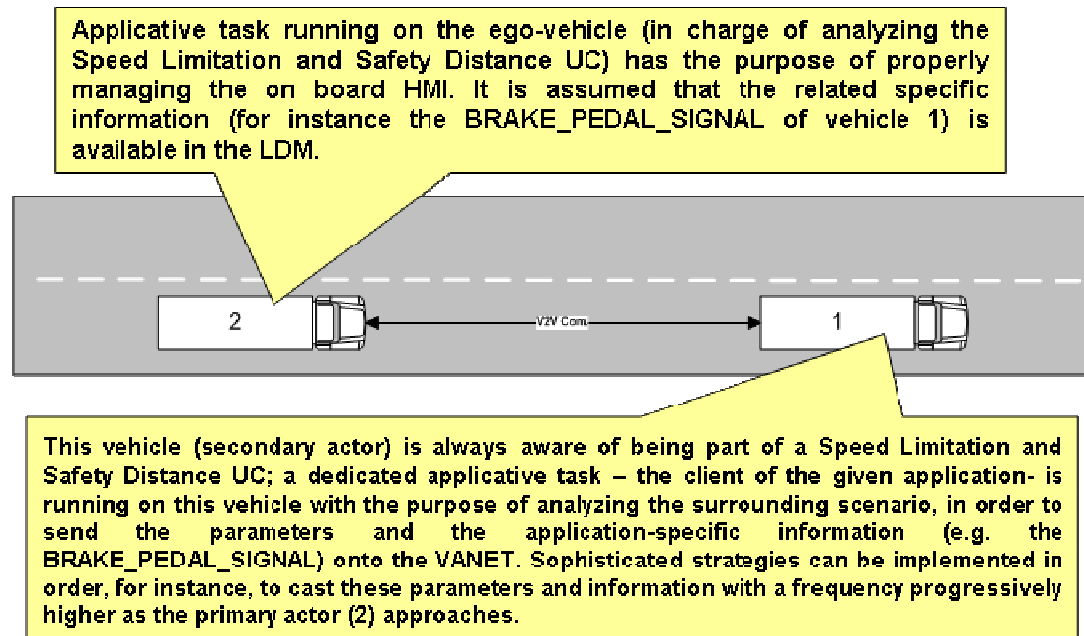 Applicative task running on the ego-vehicle (in charge of analyzing the
Speed Limitation and Safety Distance UC) has the purpose of properly
managing the on board HMI. It is assumed that the related specific
information (for instance the BRAKE_PEDAL_SIGNAL of vehicle 1) is
available in the LDM.
2
V2V Com.
1
This vehicle (secondary actor) is always aware of being part of a Speed Limitation and
Safety Distance UC; a dedicated applicative task – the client of the given application- is
running on this vehicle with the purpose of analyzing the surrounding scenario, in order to
send the parameters and the application-specific information (e.g. the
BRAKE_PEDAL_SIGNAL) onto the VANET. Sophisticated strategies can be implemented in
order, for instance, to cast these parameters and information with a frequency progressively
higher as the primary actor (2) approaches.